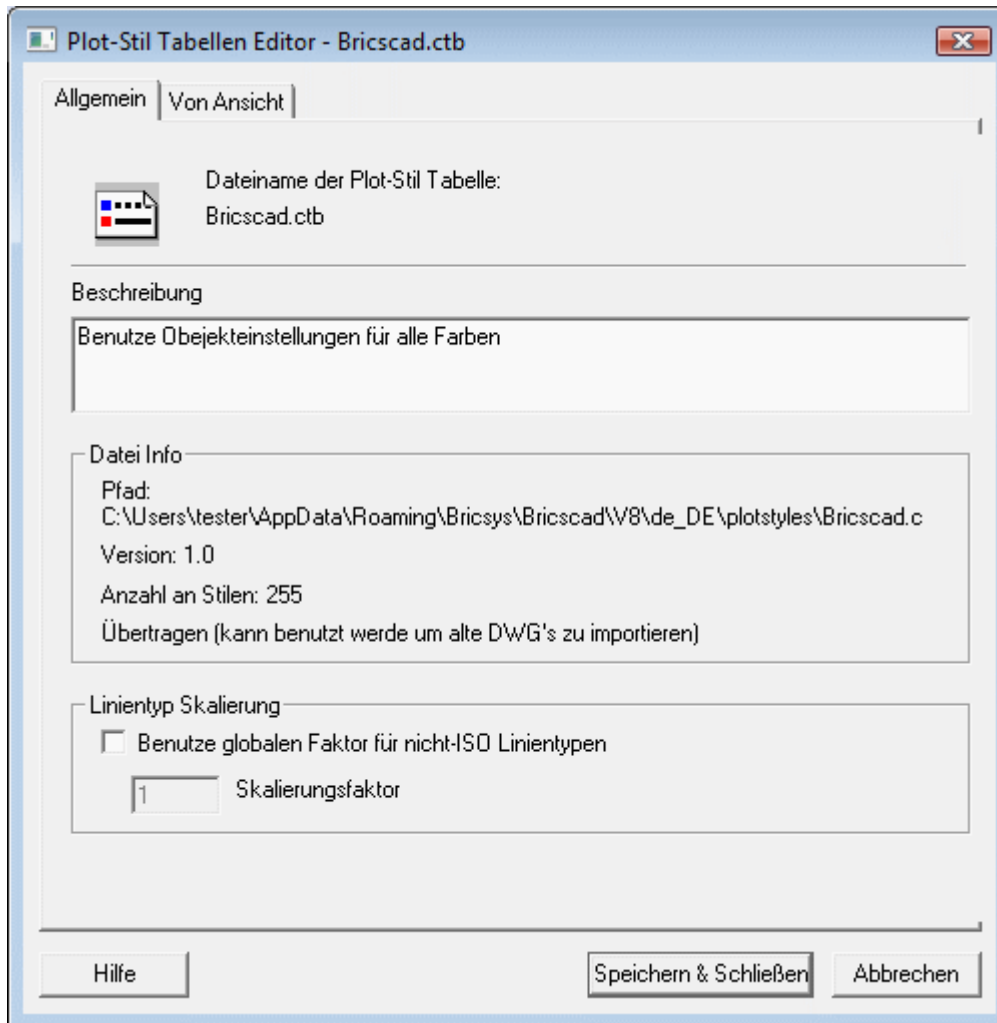 Plot-Stil Tabellen Editor - Bricscad.ctb
Allgemein Von Ansicht
Dateiname der Plot-Stil Tabelle:
Bricscad.ctb
Beschreibung
Benutze Obejekteinstellungen für alle Farben
Datei Info
Pfad:
C:\Users\tester\AppData\Roaming\Bricsys\Bricscad\V8\de_DE\plotstyles\Bricscad.c
Version: 1.0
Anzahl an Stilen: 255
Übertragen (kann benutzt werde um alte DWG's zu importieren)
Linientyp Skalierung
Benutze globalen Faktor für nicht-ISO Linientypen
1 Skalierungsfaktor
Hilfe Speichern & Schließen Abbrechen